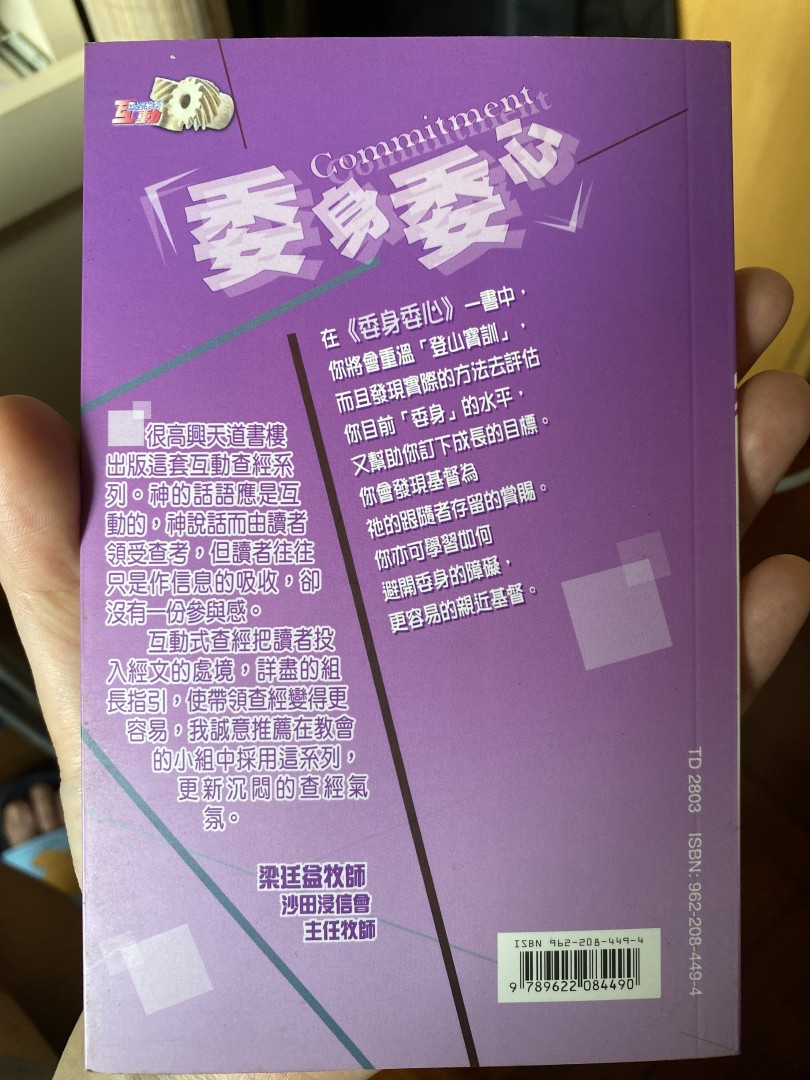 互動
Commitment
「委身委心」
在《委身委心》一書中，
你將會重溫「登山寶訓」，
而且發現實際的方法去評估
你目前「委身」的水平，
又幫助你訂下成長的目標。
你會發現基督為
祂的跟隨者存留的賞賜。
你亦可學習如何
避開委身的障礙，
更容易的親近基督。
很高興天道書樓
出版這套互動查經系
列。神的話語應是互
動的，神說話而由讀者
領受查考，但讀者往往
只是作信息的吸收，卻
沒有一份參與感。
互動式查經把讀者投
入經文的處境，詳盡的組
長指引，使帶領查經變得更
容易，我誠意推薦在教會
的小組中採用這系列，
更新沉悶的查經氣
氛。
梁廷益牧師
沙田浸信會
主任牧師
TD 2803 ISBN: 962-208-449-4
ISBN 962-208-449-4
9 789622 084490